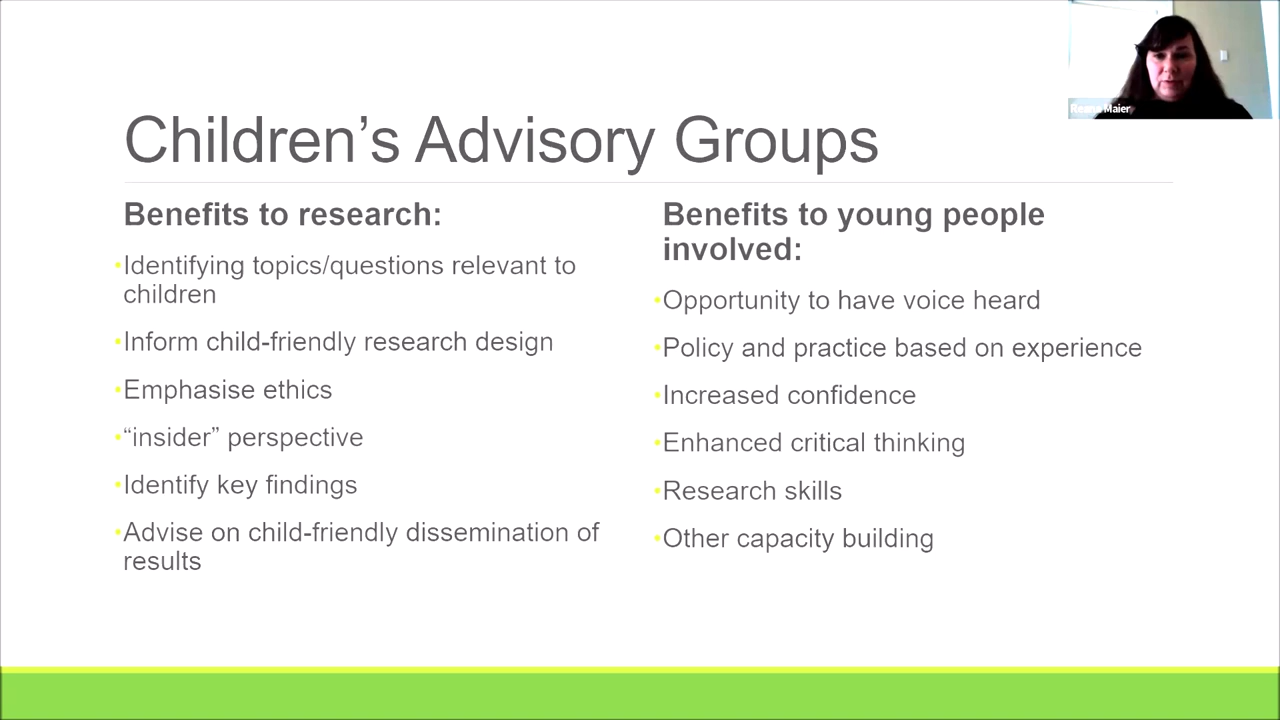 Reana Maier
Children’s Advisory Groups
Benefits to research:
•Identifying topics/questions relevant to
children
•Inform child-friendly research design
•Emphasise ethics
•“insider” perspective
•Identify key findings
•Advise on child-friendly dissemination of
results
Benefits to young people
involved:
•Opportunity to have voice heard
•Policy and practice based on experience
•Increased confidence
•Enhanced critical thinking
•Research skills
•Other capacity building